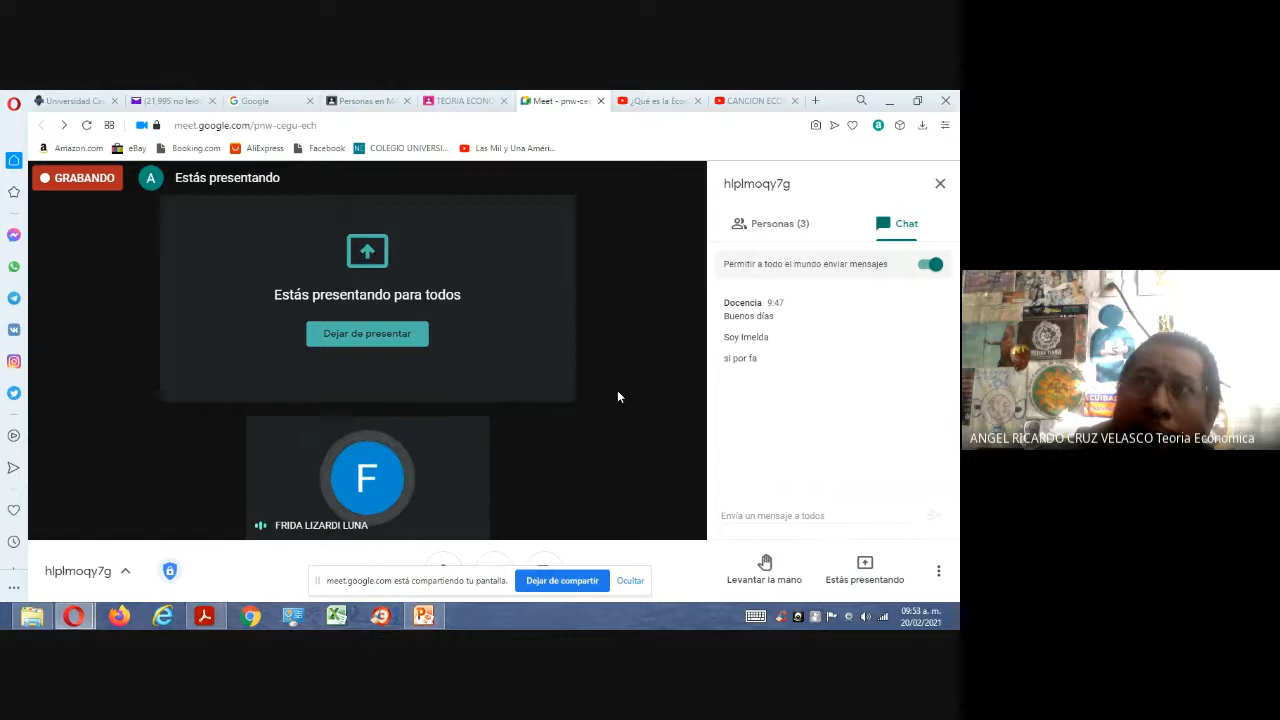 Universidad Ca
(21,995 no leíd
Google
Personas en M
TEORÍA ECONO
Meet - pnw-ceg
¿Qué es la Eco
CANCION ECO
meet.google.com/pnw-cegu-ech
Amazon.com
eBay
Booking.com
AliExpress
Facebook
COLEGIO UNIVERSI...
Las Mil y Una Améri...
GRABANDO
A
Estás presentando
Estás presentando para todos
Dejar de presentar
F
FRIDA LIZARDI LUNA
hlplmoqy7g
Personas (3)
Chat
Permitir a todo el mundo enviar mensajes
Docencia 9:47
Buenos días
Soy Imelda
si por fa
Envía un mensaje a todos
ANGEL RICARDO CRUZ VELASCO Teoria Economica
hlplmoqy7g
meet.google.com está compartiendo tu pantalla.
Dejar de compartir
Ocultar
Levantar la mano
Estás presentando
09:53 a. m.
20/02/2021